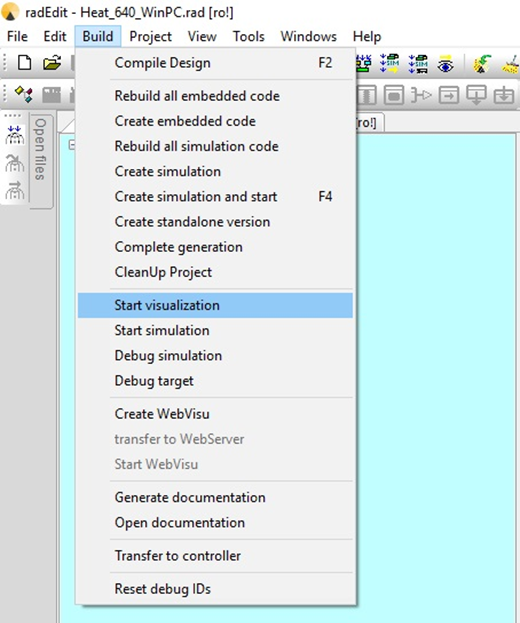 radEdit - Heat_640_WinPC.rad [ro!]
File Edit Build Project View Tools Windows Help
Compile Design F2
Rebuild all embedded code
Create embedded code
Rebuild all simulation code
Create simulation
Create simulation and start F4
Create standalone version
Complete generation
CleanUp Project
Start visualization
Start simulation
Debug simulation
Debug target
Create WebVisu
transfer to WebServer
Start WebVisu
Generate documentation
Open documentation
Transfer to controller
Reset debug IDs
Open files
[ro!]